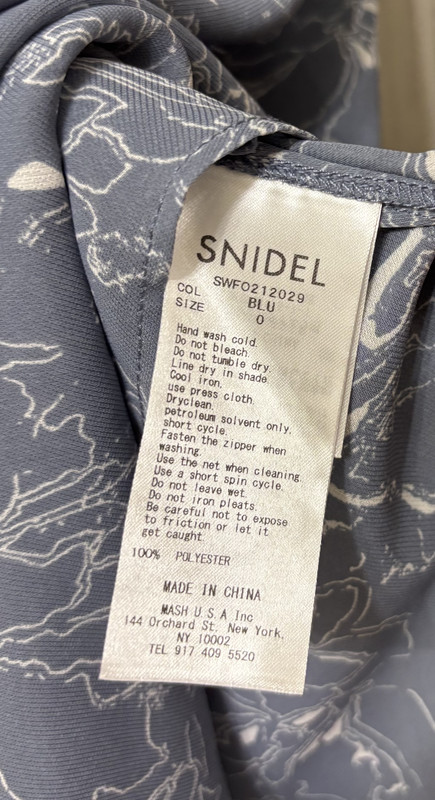 SNIDEL
SWFO212029
COL BLU
SIZE 0
Hand wash cold.
Do not bleach.
Do not tumble dry.
Line dry in shade.
Cool iron.
use press cloth.
Dryclean.
petroleum solvent only.
short cycle.
Fasten the zipper when
washing.
Use the net when cleaning.
Use a short spin cycle.
Do not leave wet.
Do not iron pleats.
Be careful not to expose
to friction or let it
get caught.
100% POLYESTER
MADE IN CHINA
MASH U.S.A Inc
144 Orchard St. New York,
NY 10002
TEL 917 409 5520